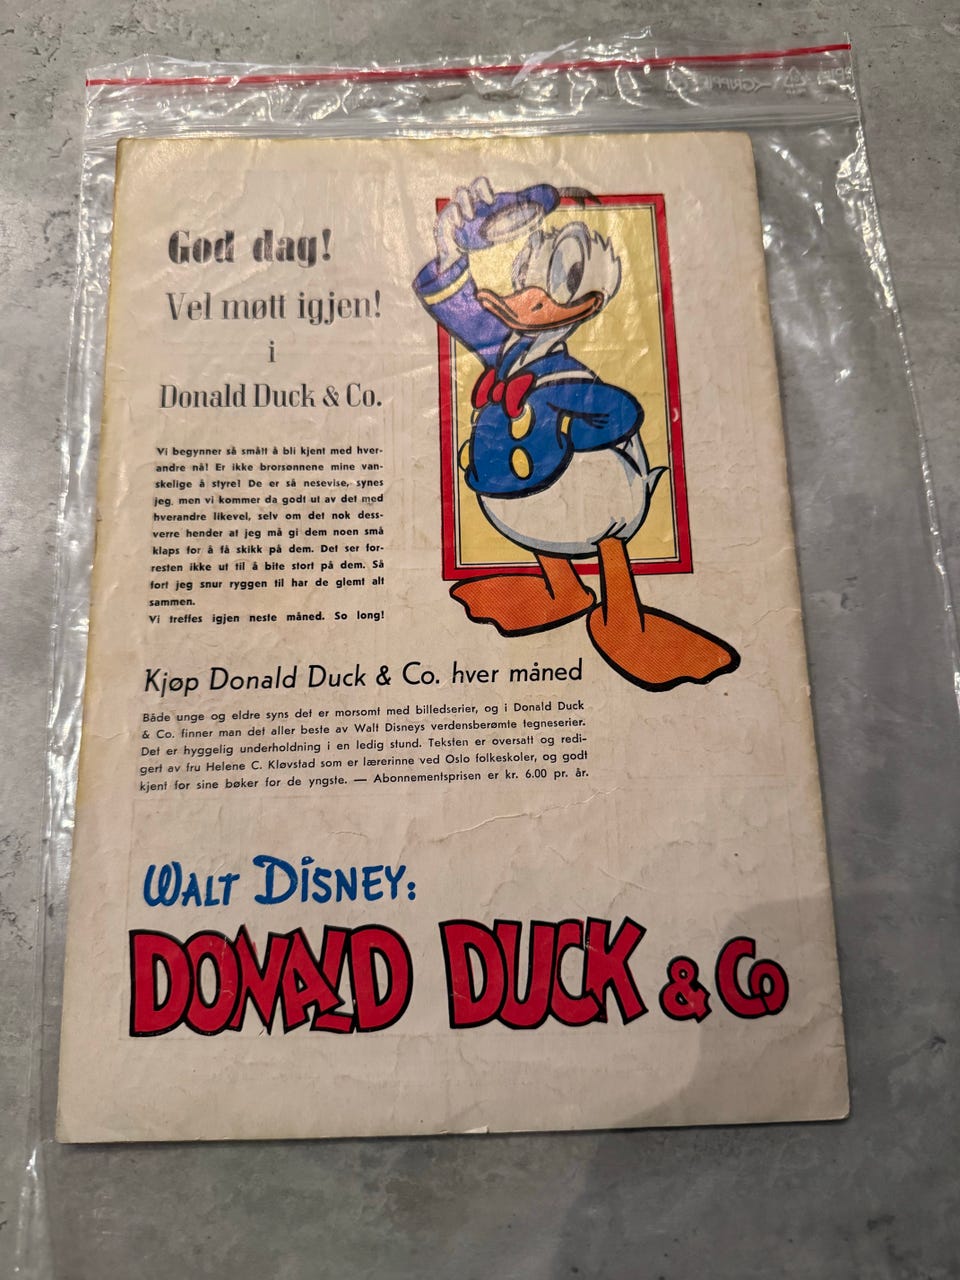 God dag!
Vel møtt igjen!
i
Donald Duck & Co.
Vi begynner så smått å bli kjent med hver-
andre nå! Er ikke brorsønnene mine van-
skelige å styre! De er så nesevise, synes
jeg, men vi kommer da godt ut av det med
hverandre likevel, selv om det nok dess-
verre hender at jeg må gi dem noen små
klaps for å få skikk på dem. Det ser for-
resten ikke ut til å bite stort på dem. Så
fort jeg snur ryggen til har de glemt alt
sammen.
Vi treffes igjen neste måned. So long!
Kjøp Donald Duck & Co. hver måned
Både unge og eldre syns det er morsomt med billedserier, og i Donald Duck
& Co. finner man det aller beste av Walt Disneys verdensberømte tegneserier.
Det er hyggelig underholdning i en ledig stund. Teksten er oversatt og redi-
gert av fru Helene C. Kløvstad som er lærerinne ved Oslo folkeskoler, og godt
kjent for sine bøker for de yngste. — Abonnementsprisen er kr. 6.00 pr. år.
WALT DISNEY:
DONALD DUCK & Co